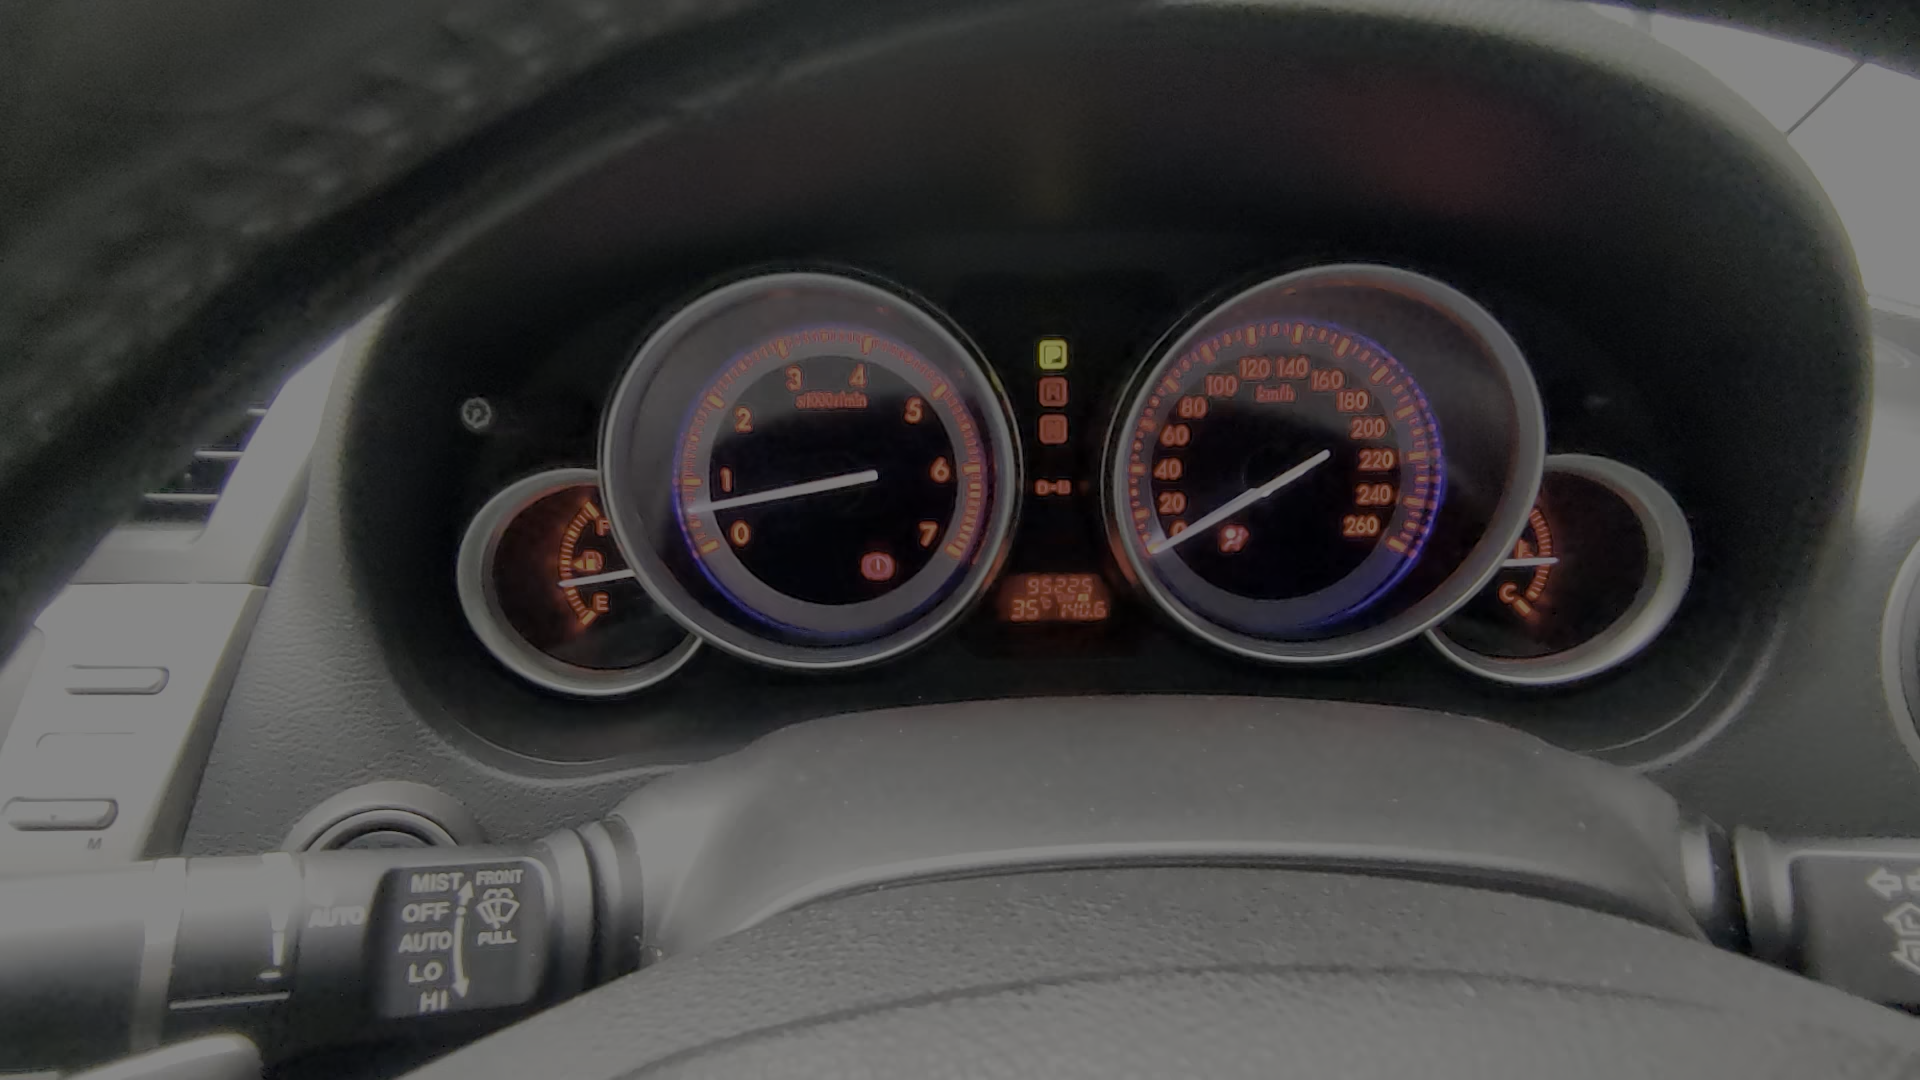 3 4
x1000r/min
2
5
1
6
0
7
F
E
P
R
N
D
95225
35° 140.6
120 140
100
160
km/h
80
180
60
200
40
220
20
240
0
260
C
M
MIST
FRONT
OFF
AUTO
AUTO
PULL
LO
HI